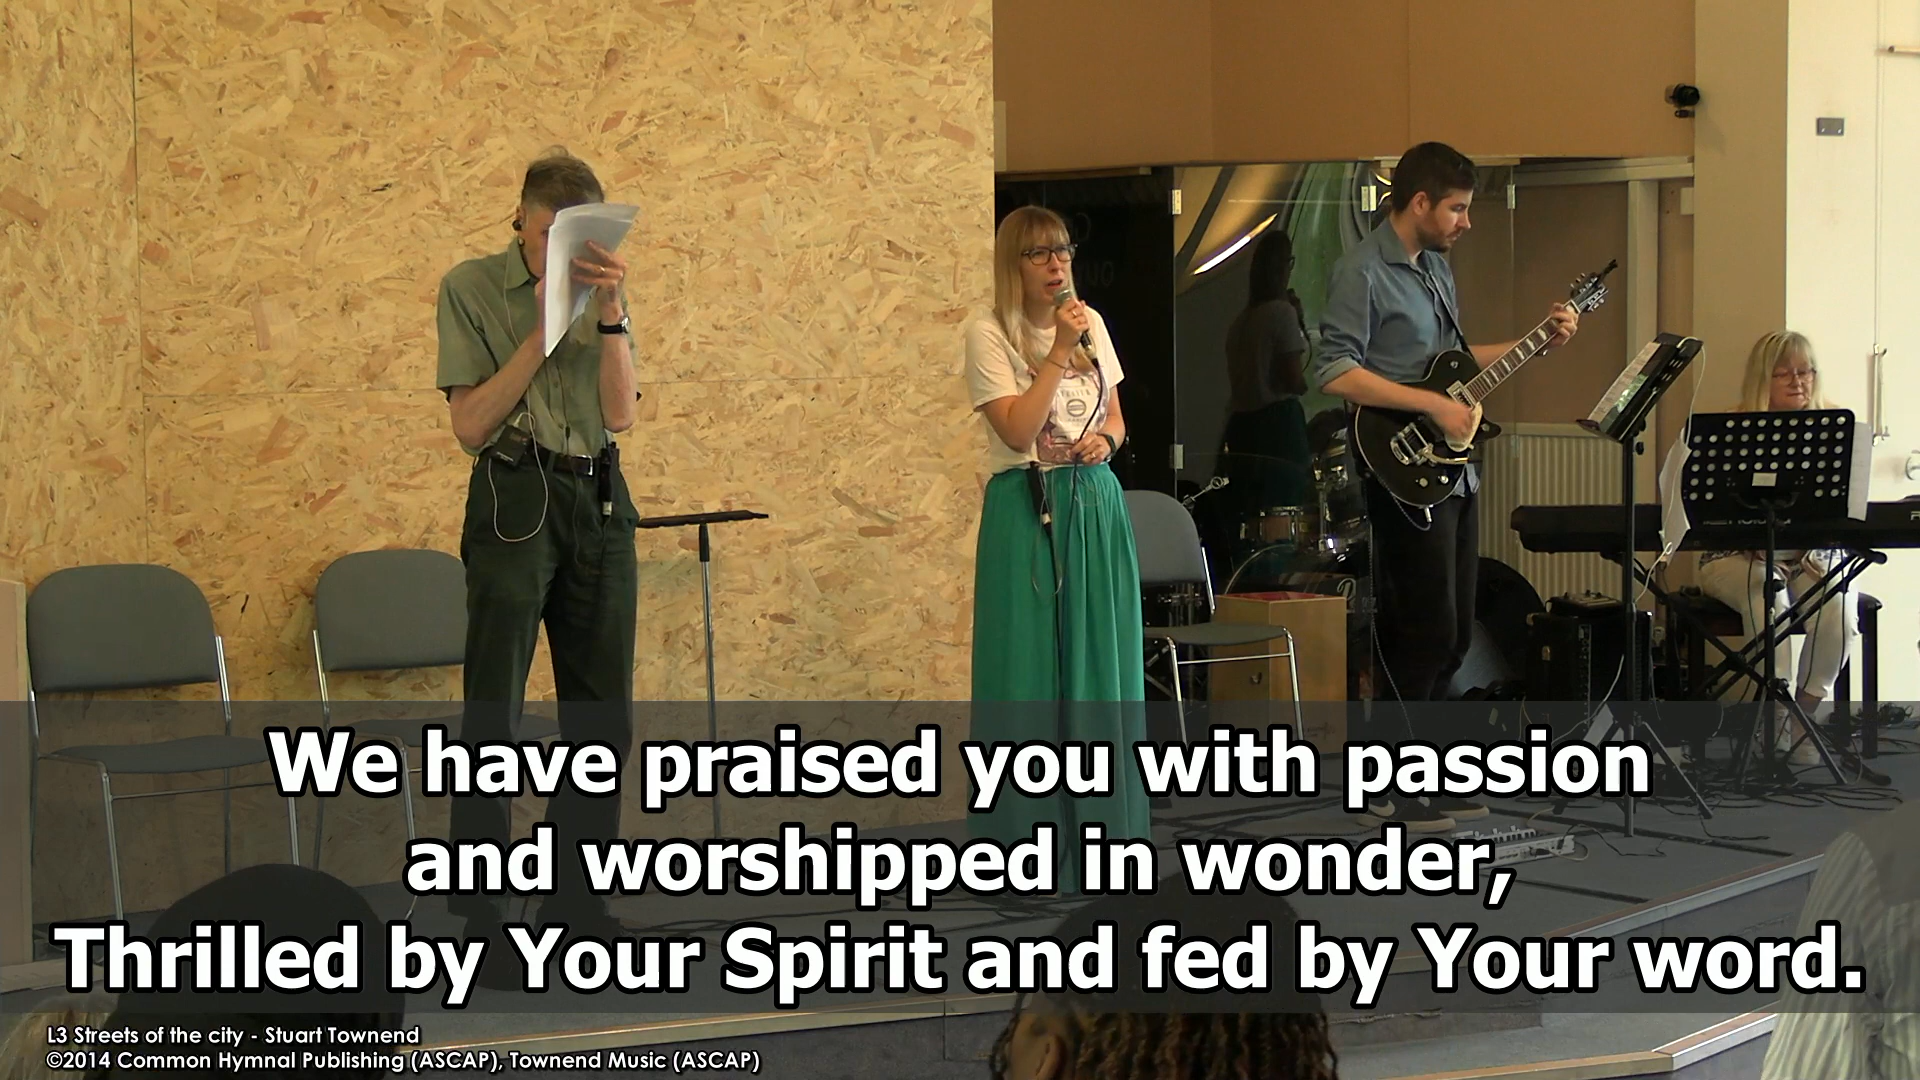 We have praised you with passion
and worshipped in wonder,
Thrilled by Your Spirit and fed by Your word.
L3 Streets of the city - Stuart Townend
©2014 Common Hymnal Publishing (ASCAP), Townend Music (ASCAP)